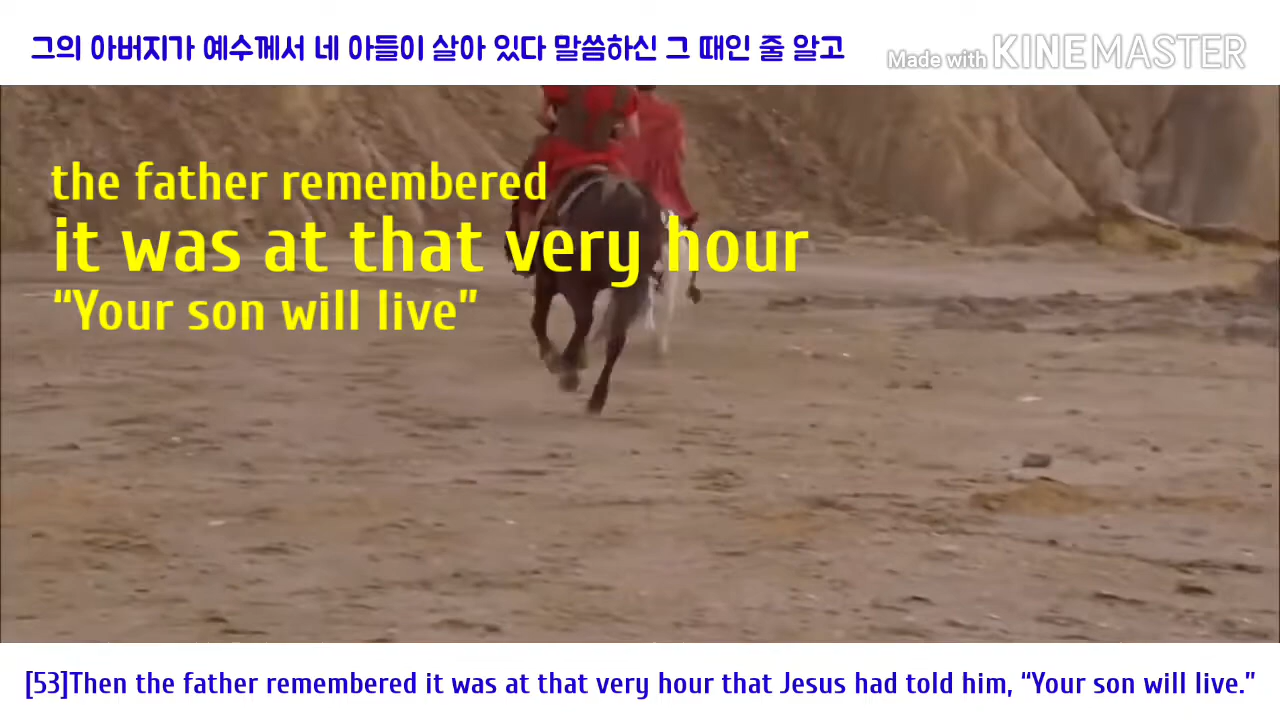 그의 아버지가 예수께서 네 아들이 살아 있다 말씀하신 그 때인 줄 알고
Made with KINEMASTER
the father remembered
it was at that very hour
“Your son will live”
[53]Then the father remembered it was at that very hour that Jesus had told him, “Your son will live.”